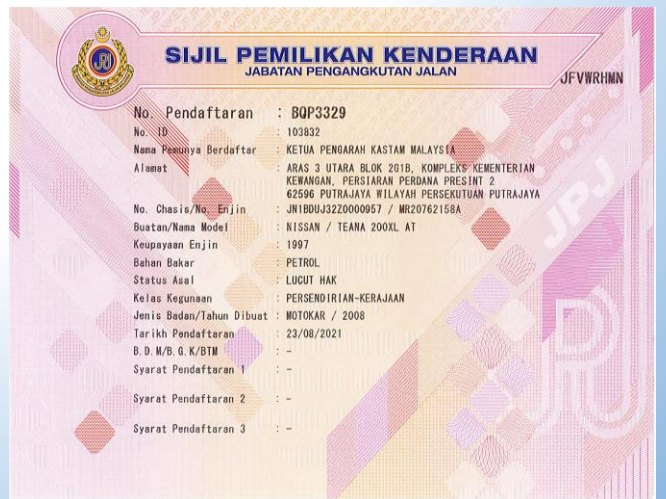 SIJIL PEMILIKAN KENDERAAN
JABATAN PENGANGKUTAN JALAN
JFVWRHMN
No. Pendaftaran : BQP3329
No. ID : 103832
Nama Pemunya Berdaftar : KETUA PENGARAH KASTAM MALAYSIA
Alamat : ARAS 3 UTARA BLOK 2G1B, KOMPLEKS KEMENTERIAN
KEWANGAN, PERSIARAN PERDANA PRESINT 2
62596 PUTRAJAYA WILAYAH PERSEKUTUAN PUTRAJAYA
No. Chasis/No. Enjin : JN1BDUJ32Z0000957 / MR20762158A
Buatan/Nama Model : NISSAN / TEANA 200XL AT
Keupayaan Enjin : 1997
Bahan Bakar : PETROL
Status Asal : LUCUT HAK
Kelas Kegunaan : PERSENDIRIAN-KERAJAAN
Jenis Badan/Tahun Dibuat : MOTOKAR / 2008
Tarikh Pendaftaran : 23/08/2021
B.D.M/B.G.K/BTM : -
Syarat Pendaftaran 1 : -
Syarat Pendaftaran 2 : -
Syarat Pendaftaran 3 : -
JPJ